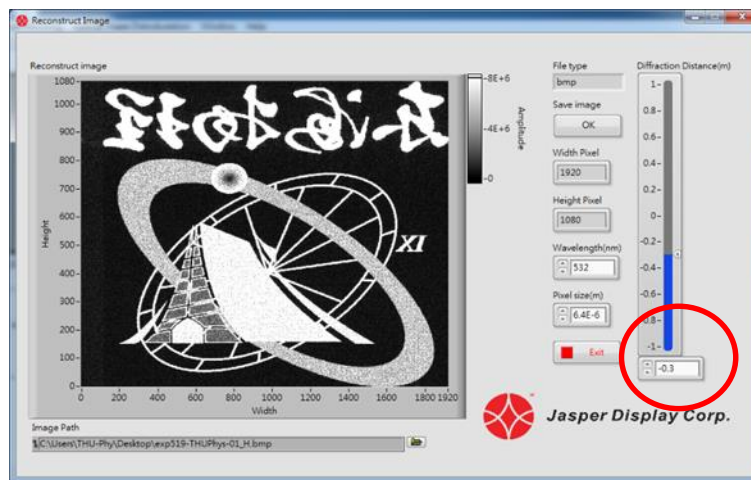 Reconstruct Image
Reconstruct image
1080
1000
900
800
700
600
500
400
300
200
100
0
Height
XI
0 200 400 600 800 1000 1200 1400 1600 1800 1920
Width
8E+6
4E+6
0
Amplitude
File type
bmp
Save image
OK
Width Pixel
1920
Height Pixel
1080
Wavelength(nm)
532
Pixel size(m)
6.4E-6
Exit
Diffraction Distance(m)
1
0.8
0.6
0.4
0.2
0
-0.2
-0.4
-0.6
-0.8
-1
-0.3
Jasper Display Corp.
Image Path
C:\Users\THU-Phy\Desktop\exp519-THUPhys-01_H.bmp